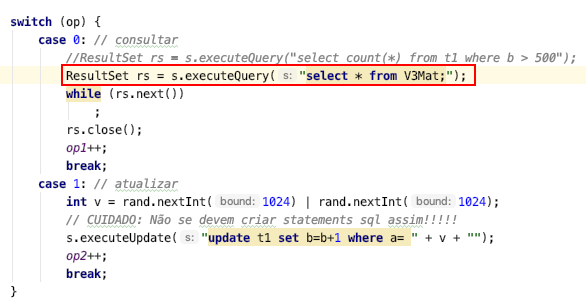 switch (op) {
case 0: // consultar
//ResultSet rs = s.executeQuery("select count(*) from t1 where b > 500");
ResultSet rs = s.executeQuery( s: "select * from V3Mat;");
while (rs.next())
;
rs.close();
op1++;
break;
case 1: // atualizar
int v = rand.nextInt( bound: 1024) | rand.nextInt( bound: 1024);
// CUIDADO: Não se devem criar statements sql assim!!!!!
s.executeUpdate( s: "update t1 set b=b+1 where a= " + v + "");
op2++;
break;
}